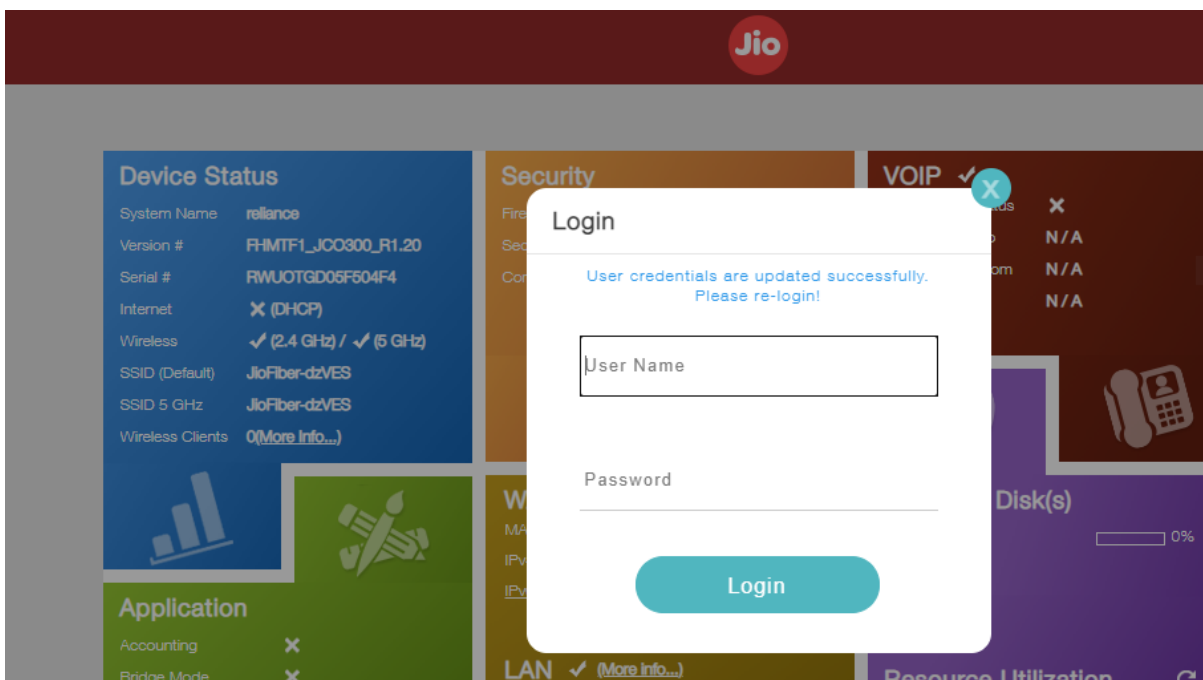 Jio
Device Status
System Name reliance
Version # FHMTF1_JCO300_R1.20
Serial # RWUOTGD05F504F4
Internet (DHCP)
Wireless (2.4 GHz) / (5 GHz)
SSID (Default) JioFiber-dzVES
SSID 5 GHz JioFiber-dzVES
Wireless Clients 0(More Info...)
Application
Accounting
Bridge Mode
Security
VOIP
N/A
N/A
N/A
X
Login
User credentials are updated successfully.
Please re-login!
User Name
Password
Login
LAN (More Info...)
Disk(s)
0%
Resource Utilization